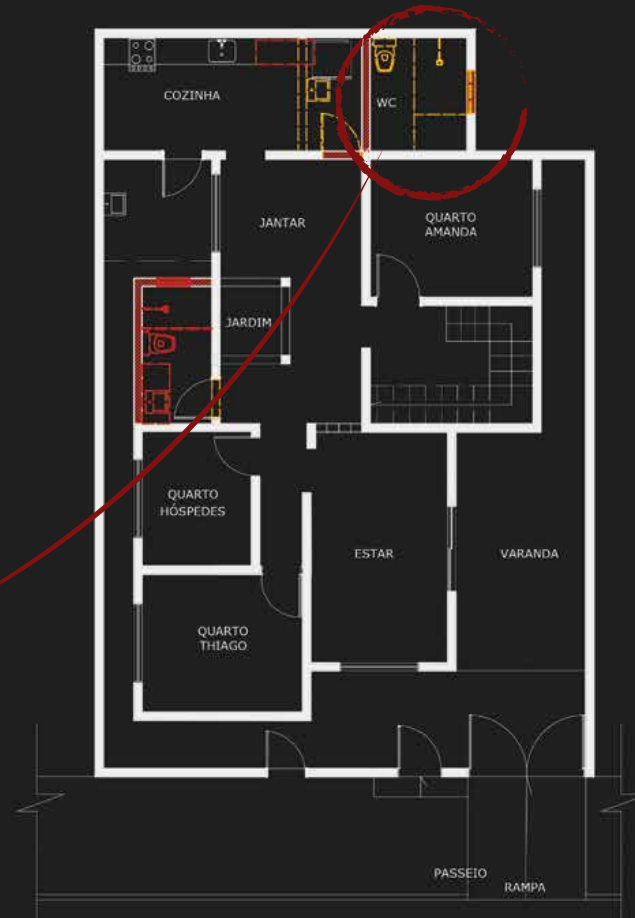 COZINHA
WC
JANTAR
QUARTO
AMANDA
JARDIM
QUARTO
HÓSPEDES
ESTAR
VARANDA
QUARTO
THIAGO
PASSEIO
RAMPA